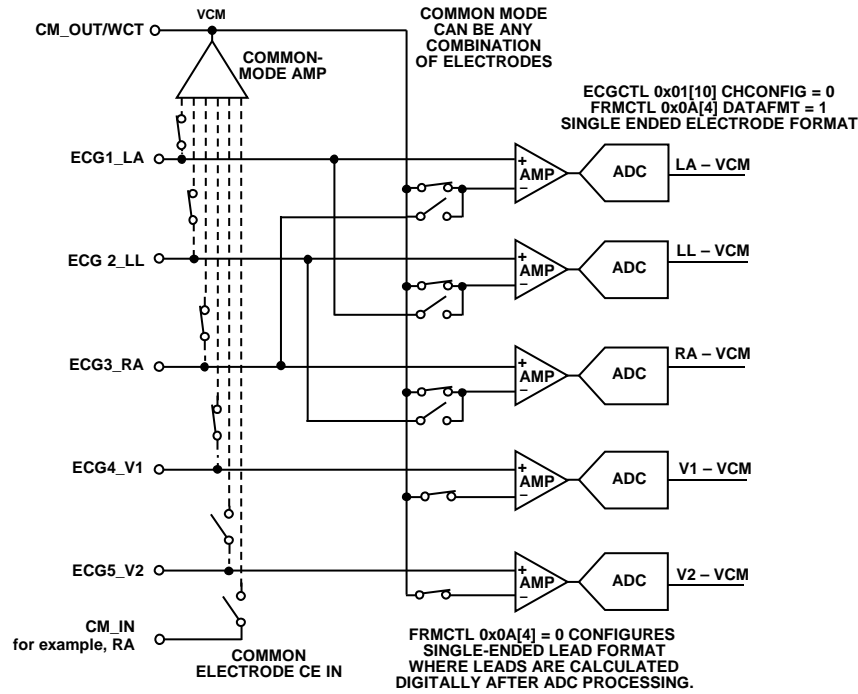 CM_OUT/WCT
VCM
COMMON-
MODE AMP
COMMON MODE
CAN BE ANY
COMBINATION
OF ELECTRODES
ECGCTL 0x01[10] CHCONFIG = 0
FRMCTL 0x0A[4] DATAFMT = 1
SINGLE ENDED ELECTRODE FORMAT
ECG1_LA
+
AMP
–
ADC
LA – VCM
ECG 2_LL
+
AMP
–
ADC
LL – VCM
ECG3_RA
+
AMP
–
ADC
RA – VCM
ECG4_V1
+
AMP
–
ADC
V1 – VCM
ECG5_V2
+
AMP
–
ADC
V2 – VCM
CM_IN
for example, RA
COMMON
ELECTRODE CE IN
FRMCTL 0x0A[4] = 0 CONFIGURES
SINGLE-ENDED LEAD FORMAT
WHERE LEADS ARE CALCULATED
DIGITALLY AFTER ADC PROCESSING.